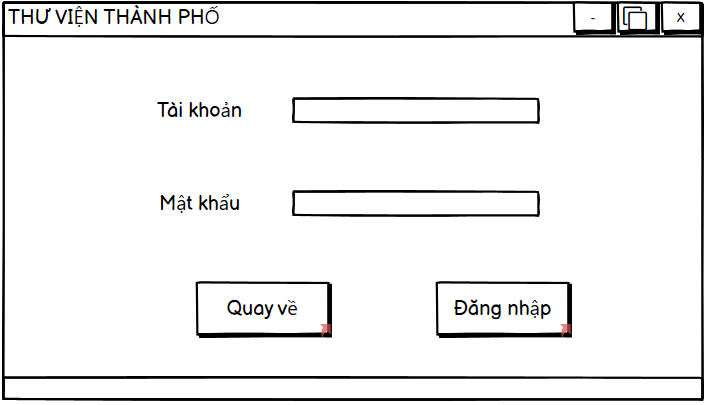 THƯ VIỆN THÀNH PHỐ - X
Tài khoản
Mật khẩu
Quay về Đăng nhập